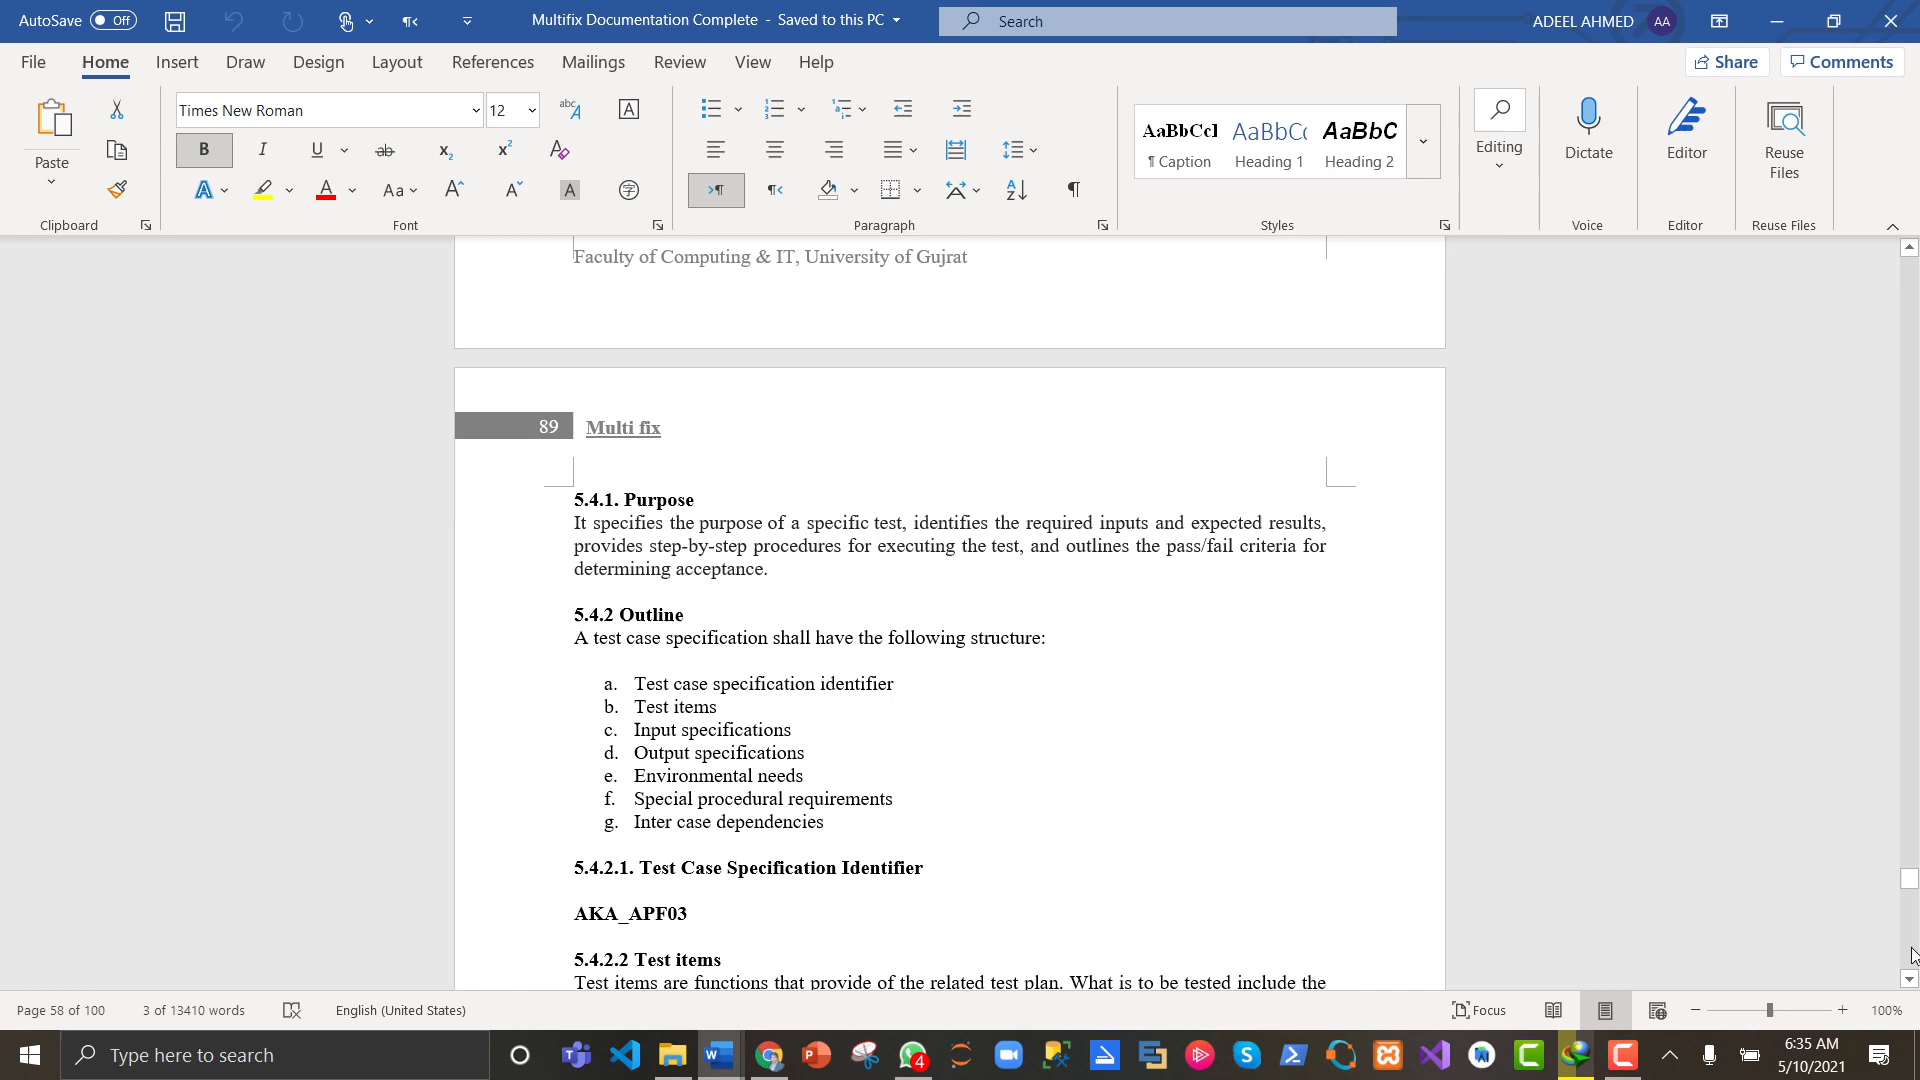 AutoSave Off
Multifix Documentation Complete - Saved to this PC
Search
ADEEL AHMED AA
File Home Insert Draw Design Layout References Mailings Review View Help
Share Comments
Paste
Clipboard
Times New Roman 12
Font
Paragraph
AaBbCcI AaBbCc AaBbC
¶ Caption Heading 1 Heading 2
Styles
Editing
Dictate
Voice
Editor
Editor
Reuse
Files
Reuse Files
Faculty of Computing & IT, University of Gujrat
89 Multi fix
5.4.1. Purpose
It specifies the purpose of a specific test, identifies the required inputs and expected results,
provides step-by-step procedures for executing the test, and outlines the pass/fail criteria for
determining acceptance.
5.4.2 Outline
A test case specification shall have the following structure:
a. Test case specification identifier
b. Test items
c. Input specifications
d. Output specifications
e. Environmental needs
f. Special procedural requirements
g. Inter case dependencies
5.4.2.1. Test Case Specification Identifier
AKA_APF03
5.4.2.2 Test items
Test items are functions that provide of the related test plan. What is to be tested include the
Page 58 of 100 3 of 13410 words English (United States) Focus 100%
Type here to search
4
6:35 AM
5/10/2021